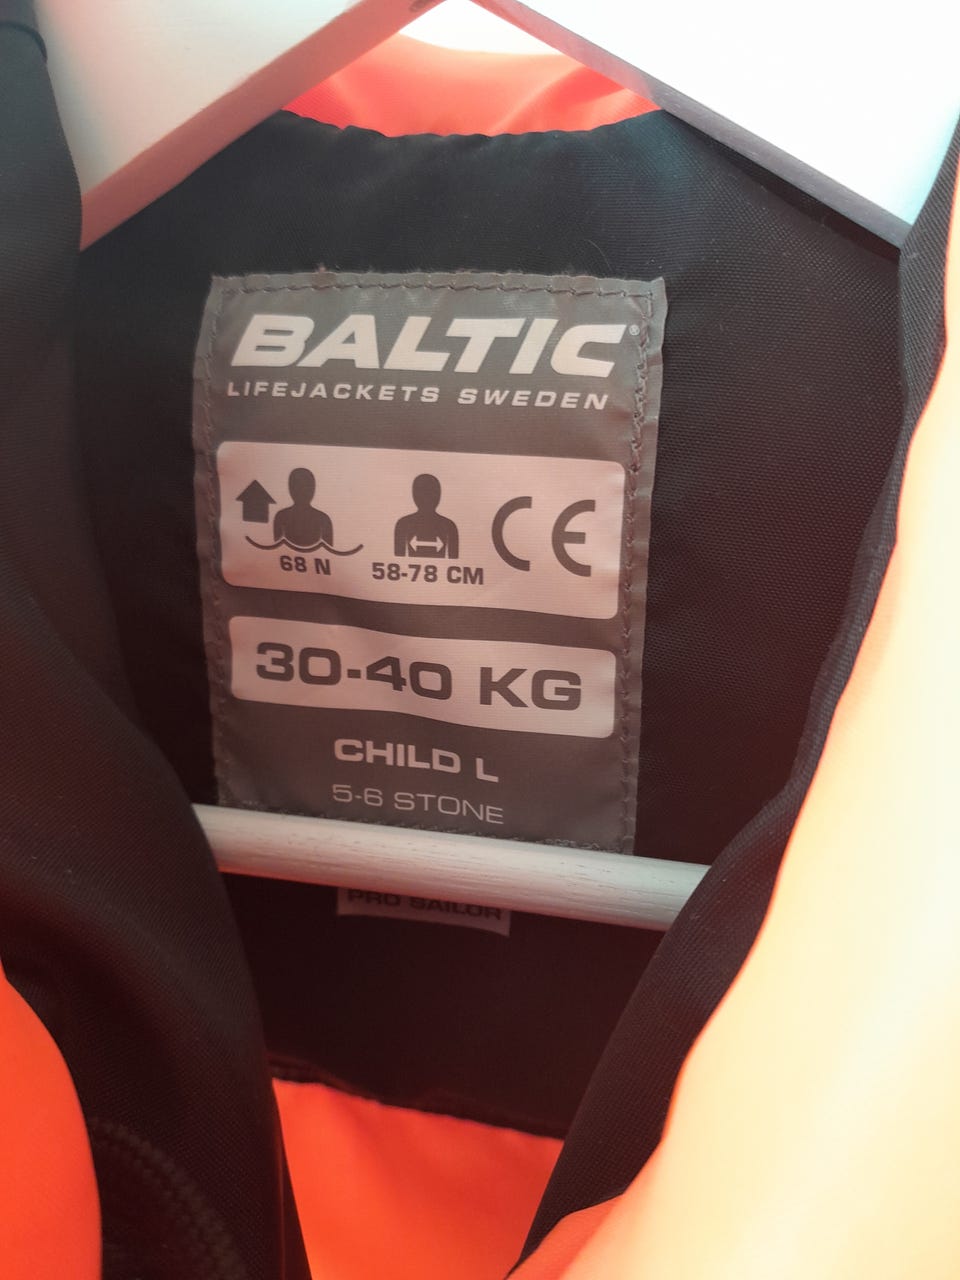 BALTIC®
LIFEJACKETS SWEDEN
68 N
58-78 CM
CE
30-40 KG
CHILD L
5-6 STONE
PRO SAILOR